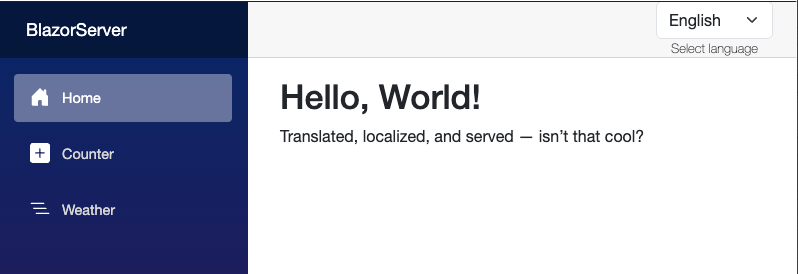 BlazorServer
English
Select language
Home
Hello, World!
Translated, localized, and served — isn’t that cool?
Counter
Weather